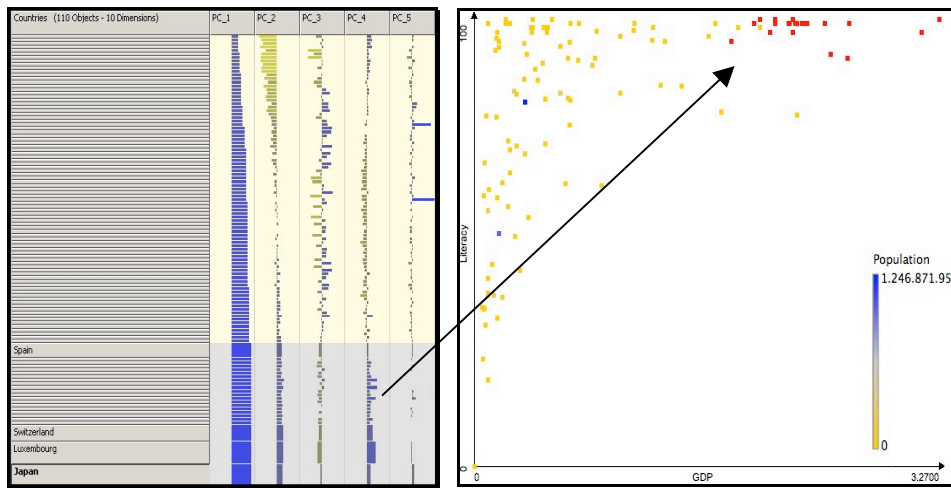 Countries (110 Objects - 10 Dimensions) PC_1 PC_2 PC_3 PC_4 PC_5
Spain
Switzerland
Luxembourg
Japan
100
Literacy
0
0 GDP 3.2700
Population
1.246.871.95
0